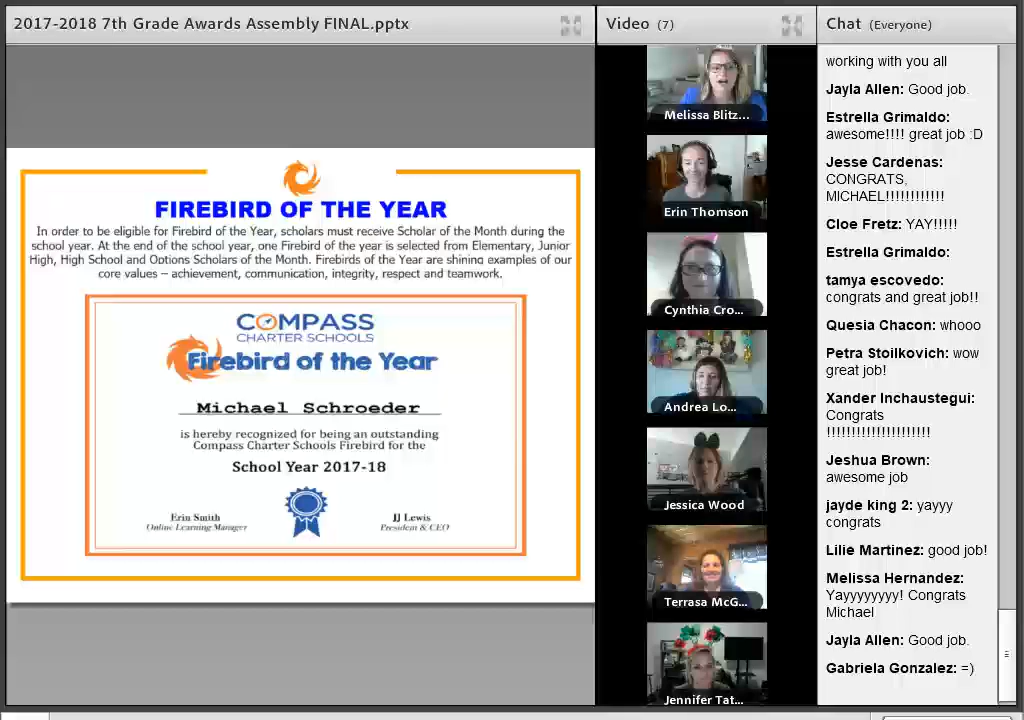 2017-2018 7th Grade Awards Assembly FINAL.pptx
FIREBIRD OF THE YEAR
In order to be eligible for Firebird of the Year, scholars must receive Scholar of the Month during the
school year. At the end of the school year, one Firebird of the year is selected from Elementary, Junior
High, High School and Options Scholars of the Month. Firebirds of the Year are shining examples of our
core values – achievement, communication, integrity, respect and teamwork.
COMPASS
CHARTER SCHOOLS
Firebird of the Year
Michael Schroeder
is hereby recognized for being an outstanding
Compass Charter Schools Firebird for the
School Year 2017-18
Erin Smith
Online Learning Manager
JJ Lewis
President & CEO
Video (7)
Melissa Blitz...
Erin Thomson
Cynthia Cro...
Andrea Lo...
Jessica Wood
Terrasa McG...
Jennifer Tat...
Chat (Everyone)
working with you all
Jayla Allen: Good job.
Estrella Grimaldo:
awesome!!!! great job :D
Jesse Cardenas:
CONGRATS,
MICHAEL!!!!!!!!!!!!
Cloe Fretz: YAY!!!!!
Estrella Grimaldo:
tamya escovedo:
congrats and great job!!
Quesia Chacon: whooo
Petra Stoilkovich: wow
great job!
Xander Inchaustegui:
Congrats
!!!!!!!!!!!!!!!!!!!!!
Jeshua Brown:
awesome job
jayde king 2: yayyy
congrats
Lilie Martinez: good job!
Melissa Hernandez:
Yayyyyyyy! Congrats
Michael
Jayla Allen: Good job.
Gabriela Gonzalez: =)